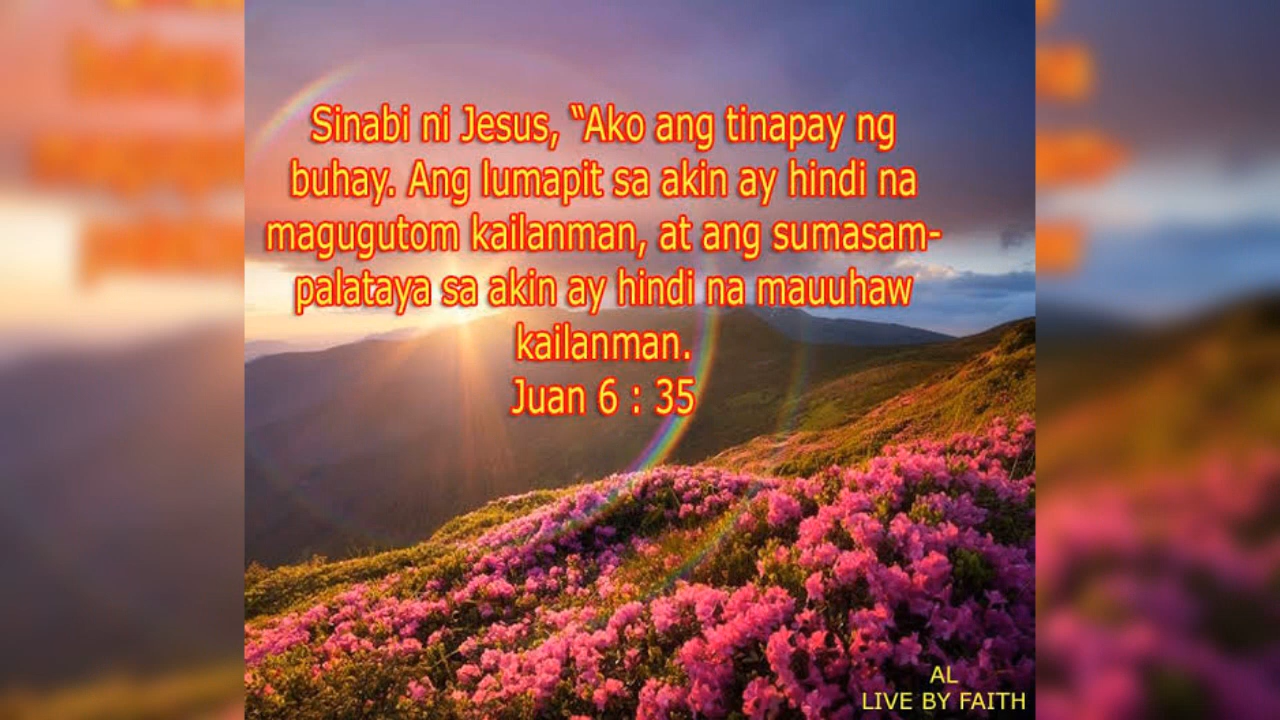 Sinabi ni Jesus, “Ako ang tinapay ng
buhay. Ang lumapit sa akin ay hindi na
magugutom kailanman, at ang sumasam-
palataya sa akin ay hindi na mauuhaw
kailanman.
Juan 6 : 35
AL
LIVE BY FAITH